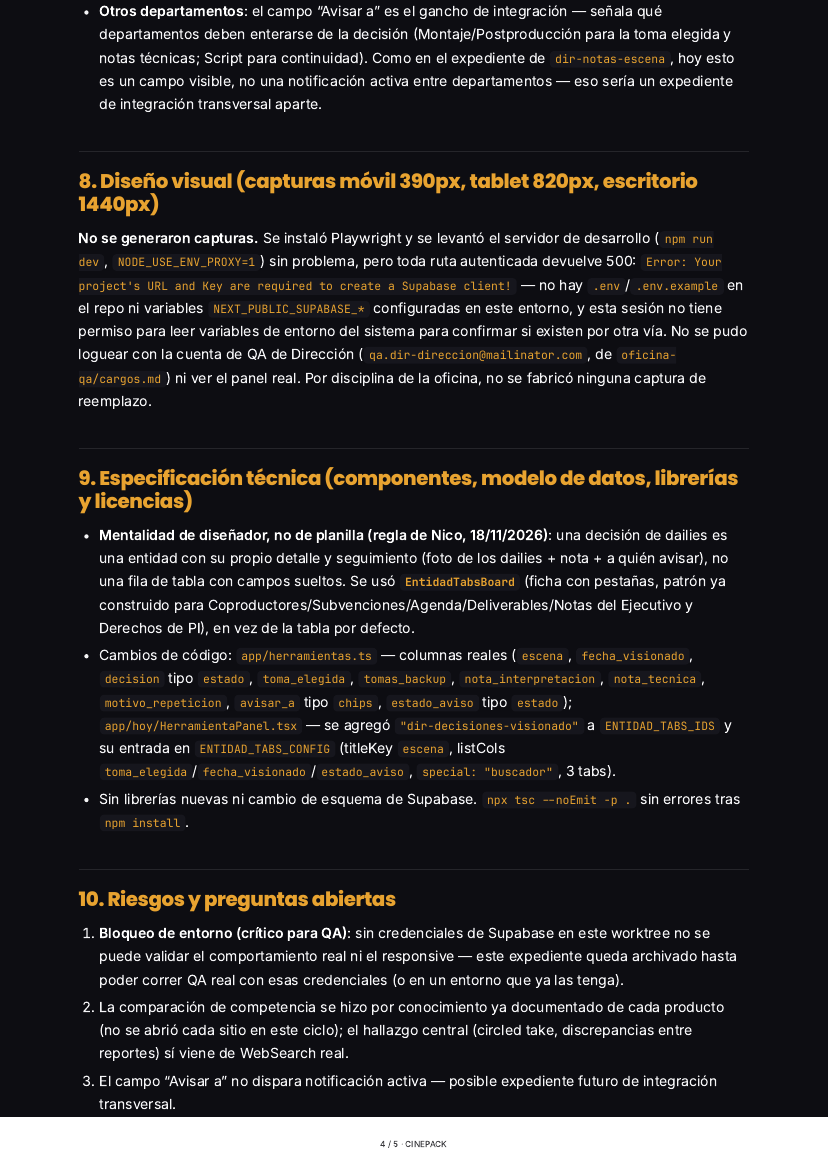 • Otros departamentos: el campo “Avisar a” es el gancho de integración — señala qué
departamentos deben enterarse de la decisión (Montaje/Postproducción para la toma elegida y
notas técnicas; Script para continuidad). Como en el expediente de dir-notas-escena, hoy esto
es un campo visible, no una notificación activa entre departamentos — eso sería un expediente
de integración transversal aparte.
8. Diseño visual (capturas móvil 390px, tablet 820px, escritorio
1440px)
No se generaron capturas. Se instaló Playwright y se levantó el servidor de desarrollo (npm run
dev, NODE_USE_ENV_PROXY=1) sin problema, pero toda ruta autenticada devuelve 500: Error: Your
project's URL and Key are required to create a Supabase client! — no hay .env / .env.example en
el repo ni variables NEXT_PUBLIC_SUPABASE_* configuradas en este entorno, y esta sesión no tiene
permiso para leer variables de entorno del sistema para confirmar si existen por otra vía. No se pudo
loguear con la cuenta de QA de Dirección (qa.dir-direccion@mailinator.com, de oficina-
qa/cargos.md) ni ver el panel real. Por disciplina de la oficina, no se fabricó ninguna captura de
reemplazo.
9. Especificación técnica (componentes, modelo de datos, librerías
y licencias)
• Mentalidad de diseñador, no de planilla (regla de Nico, 18/11/2026): una decisión de dailies es
una entidad con su propio detalle y seguimiento (foto de los dailies + nota + a quién avisar), no
una fila de tabla con campos sueltos. Se usó EntidadTabsBoard (ficha con pestañas, patrón ya
construido para Coproductores/Subvenciones/Agenda/Deliverables/Notas del Ejecutivo y
Derechos de PI), en vez de la tabla por defecto.
• Cambios de código: app/herramientas.ts — columnas reales (escena, fecha_visionado,
decision tipo estado, toma_elegida, tomas_backup, nota_interpretacion, nota_tecnica,
motivo_repeticion, avisar_a tipo chips, estado_aviso tipo estado);
app/hoy/HerramientaPanel.tsx — se agregó "dir-decisiones-visionado" a ENTIDAD_TABS_IDS y
su entrada en ENTIDAD_TABS_CONFIG (titleKey escena, listCols
toma_elegida / fecha_visionado / estado_aviso, special: "buscador", 3 tabs).
• Sin librerías nuevas ni cambio de esquema de Supabase. npx tsc --noEmit -p . sin errores tras
npm install.
10. Riesgos y preguntas abiertas
1. Bloqueo de entorno (crítico para QA): sin credenciales de Supabase en este worktree no se
puede validar el comportamiento real ni el responsive — este expediente queda archivado hasta
poder correr QA real con esas credenciales (o en un entorno que ya las tenga).
2. La comparación de competencia se hizo por conocimiento ya documentado de cada producto
(no se abrió cada sitio en este ciclo); el hallazgo central (circled take, discrepancias entre
reportes) sí viene de WebSearch real.
3. El campo “Avisar a” no dispara notificación activa — posible expediente futuro de integración
transversal.
4 / 5 · CINEPACK